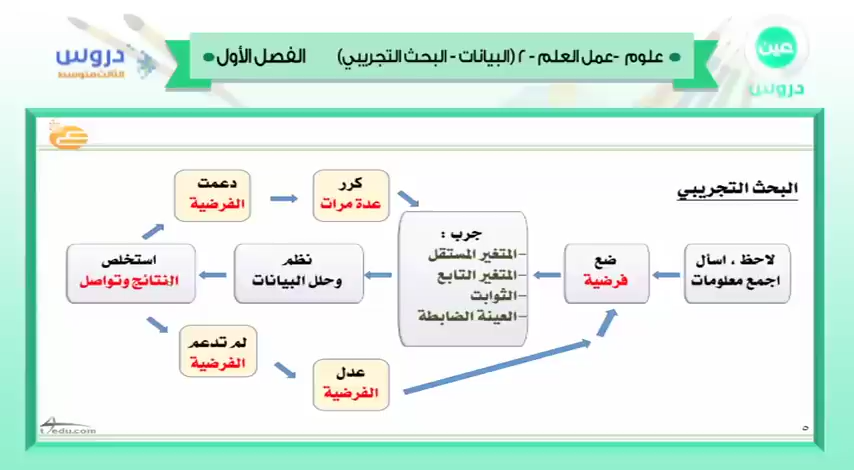 علوم -عمل العلم - ٢ (البيانات - البحث التجريبي) الفصل الأول
عين
دروس
دروس
الثالث متوسط
البحث التجريبي
لاحظ ، اسأل
اجمع معلومات
ضع
فرضية
جرب :
–المتغير المستقل
–المتغير التابع
–الثوابت
–العينة الضابطة
نظم
وحلل البيانات
استخلص
النتائج وتواصل
دعمت
الفرضية
كرر
عدة مرات
لم تدعم
الفرضية
عدل
الفرضية
t4edu.com
٥